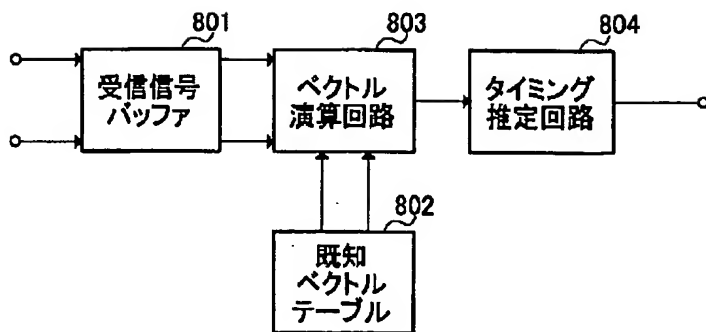 801
受信信号
バッファ
803
ベクトル
演算回路
804
タイミング
推定回路
802
既知
ベクトル
テーブル